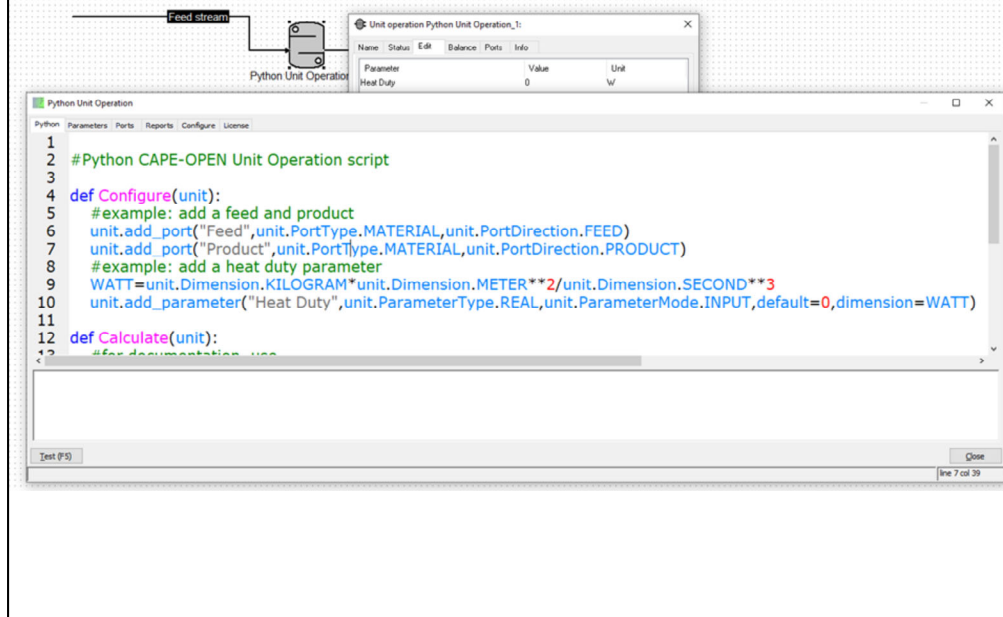 Feed stream
Python Unit Operation
Unit operation Python Unit Operation_1:
Name Status Edit Balance Ports Info
Parameter Value Unit
Heat Duty 0 W
Python Unit Operation
Python Parameters Ports Reports Configure License
1
2 #Python CAPE-OPEN Unit Operation script
3
4 def Configure(unit):
5 #example: add a feed and product
6 unit.add_port("Feed",unit.PortType.MATERIAL,unit.PortDirection.FEED)
7 unit.add_port("Product",unit.PortType.MATERIAL,unit.PortDirection.PRODUCT)
8 #example: add a heat duty parameter
9 WATT=unit.Dimension.KILOGRAM*unit.Dimension.METER**2/unit.Dimension.SECOND**3
10 unit.add_parameter("Heat Duty",unit.ParameterType.REAL,unit.ParameterMode.INPUT,default=0,dimension=WATT)
11
12 def Calculate(unit):
13 #for documentation, use
Test (F5) Close
line 7 col 39